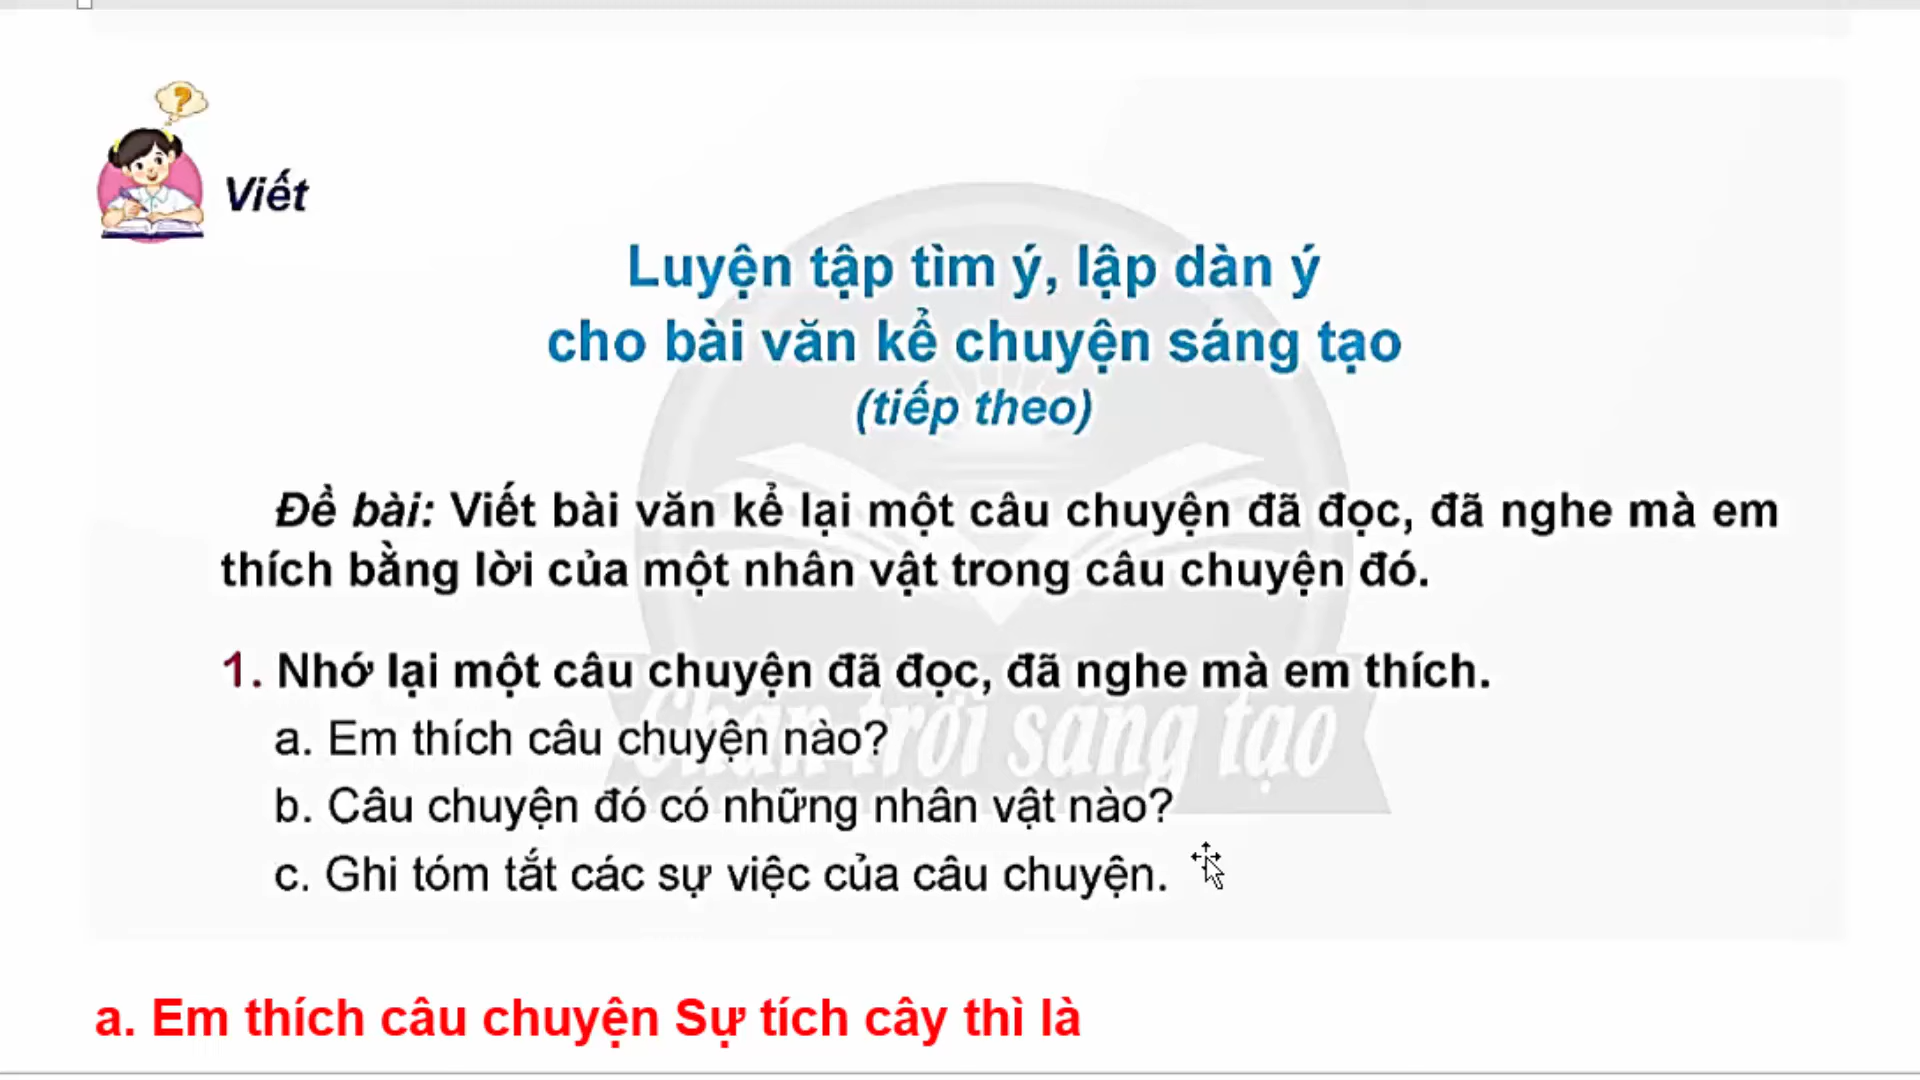 Viết
Luyện tập tìm ý, lập dàn ý
cho bài văn kể chuyện sáng tạo
(tiếp theo)
Đề bài: Viết bài văn kể lại một câu chuyện đã đọc, đã nghe mà em
thích bằng lời của một nhân vật trong câu chuyện đó.
1. Nhớ lại một câu chuyện đã đọc, đã nghe mà em thích.
a. Em thích câu chuyện nào?
Chân trời sáng tạo
b. Câu chuyện đó có những nhân vật nào?
c. Ghi tóm tắt các sự việc của câu chuyện.
a. Em thích câu chuyện Sự tích cây thì là